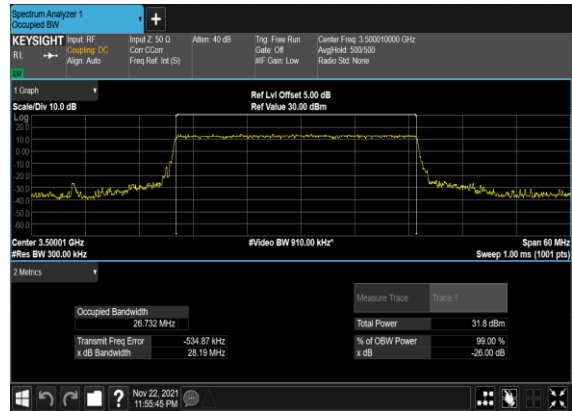 Spectrum Analyzer 1
Occupied BW
+
KEYSIGHT Input: RF Input Z: 50 Ω Atten: 40 dB Trig: Free Run Center Freq: 3.500010000 GHz
RL Coupling: DC Corr CCorr Gate: Off Avg|Hold: 500/500
Align: Auto Freq Ref: Int (S) #IF Gain: Low Radio Std: None
1 Graph
Ref Lvl Offset 5.00 dB
Scale/Div 10.0 dB Ref Value 30.00 dBm
Log
20.0
10.0
0.00
-10.0
-20.0
-30.0
-40.0
-50.0
-60.0
Center 3.50001 GHz #Video BW 910.00 kHz* Span 60 MHz
#Res BW 300.00 kHz Sweep 1.00 ms (1001 pts)
2 Metrics
Measure Trace Trace 1
Occupied Bandwidth
26.732 MHz
Total Power 31.8 dBm
Transmit Freq Error -534.87 kHz % of OBW Power 99.00 %
x dB Bandwidth 28.19 MHz x dB -26.00 dB
? Nov 22, 2021
11:55:45 PM